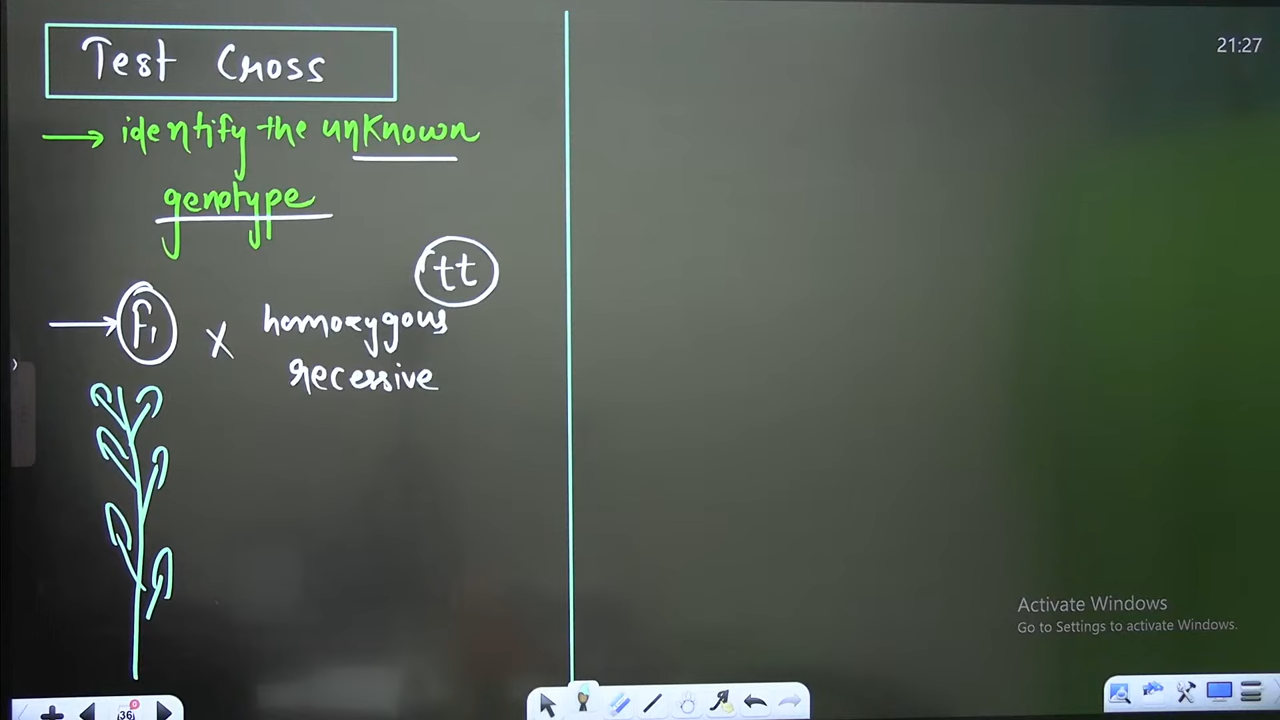 Test Cross
→ identify the unknown
genotype
tt
→ F1 X homozygous
recessive
21:27
Activate Windows
Go to Settings to activate Windows.
36